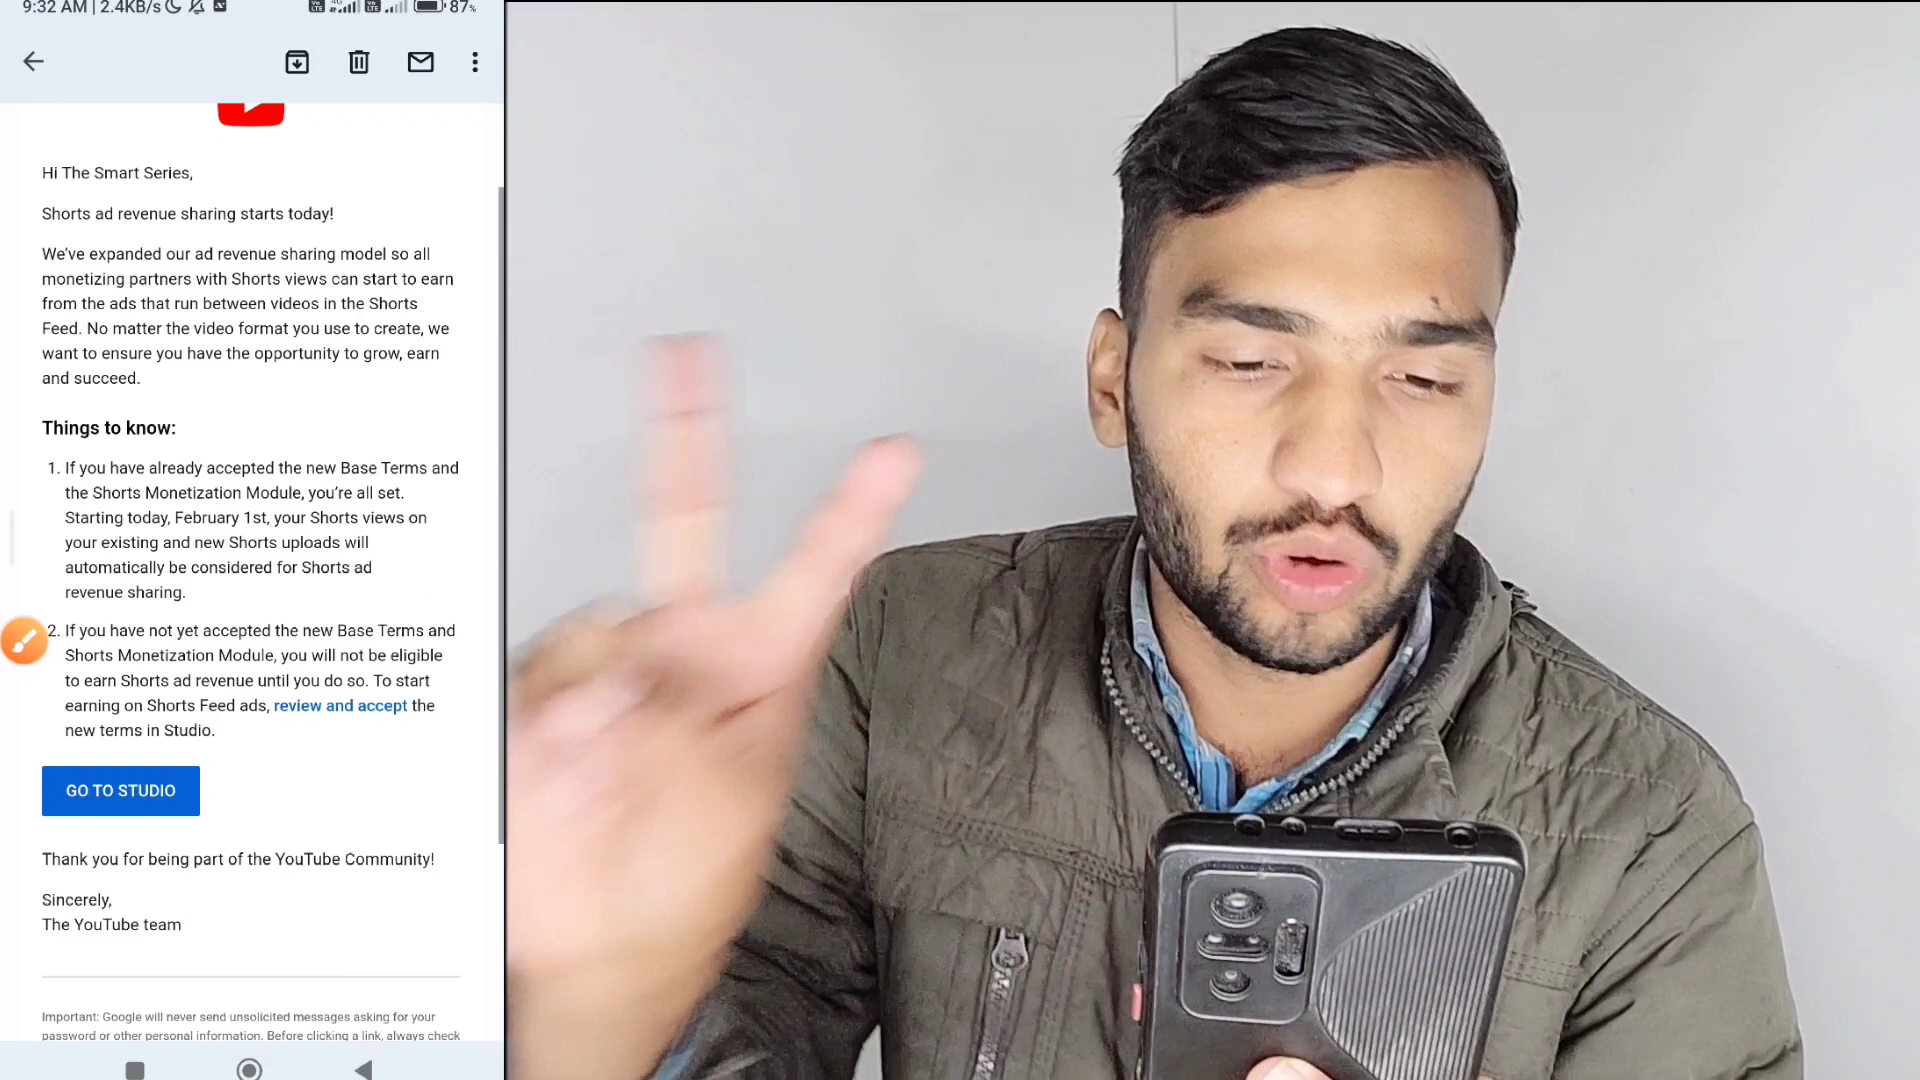 9:32 AM | 2.4KB/s
87%
Hi The Smart Series,
Shorts ad revenue sharing starts today!
We've expanded our ad revenue sharing model so all
monetizing partners with Shorts views can start to earn
from the ads that run between videos in the Shorts
Feed. No matter the video format you use to create, we
want to ensure you have the opportunity to grow, earn
and succeed.
Things to know:
1. If you have already accepted the new Base Terms and
the Shorts Monetization Module, you're all set.
Starting today, February 1st, your Shorts views on
your existing and new Shorts uploads will
automatically be considered for Shorts ad
revenue sharing.
2. If you have not yet accepted the new Base Terms and
Shorts Monetization Module, you will not be eligible
to earn Shorts ad revenue until you do so. To start
earning on Shorts Feed ads, review and accept the
new terms in Studio.
GO TO STUDIO
Thank you for being part of the YouTube Community!
Sincerely,
The YouTube team
Important: Google will never send unsolicited messages asking for your
password or other personal information. Before clicking a link, always check